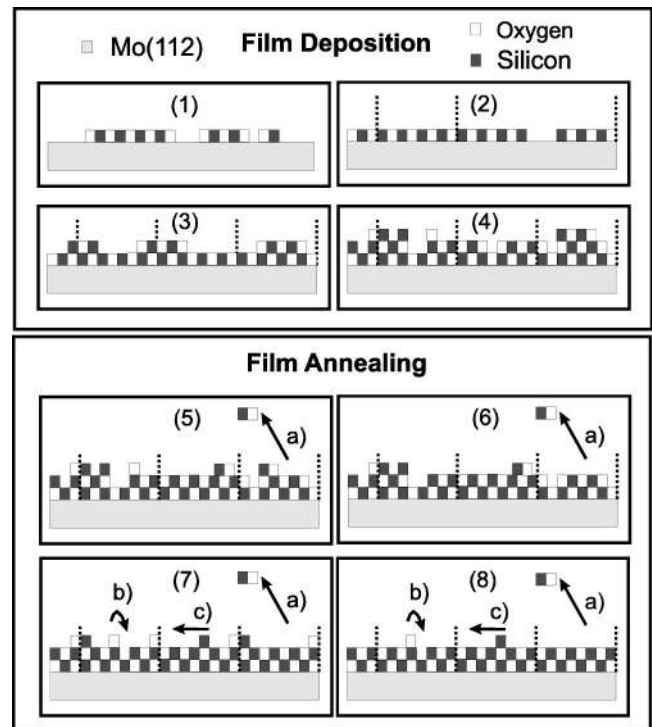 Film Deposition
Mo(112)
Oxygen
Silicon
(1)
(2)
(3)
(4)
Film Annealing
(5)
a)
(6)
a)
(7)
b)
c)
a)
(8)
b)
c)
a)